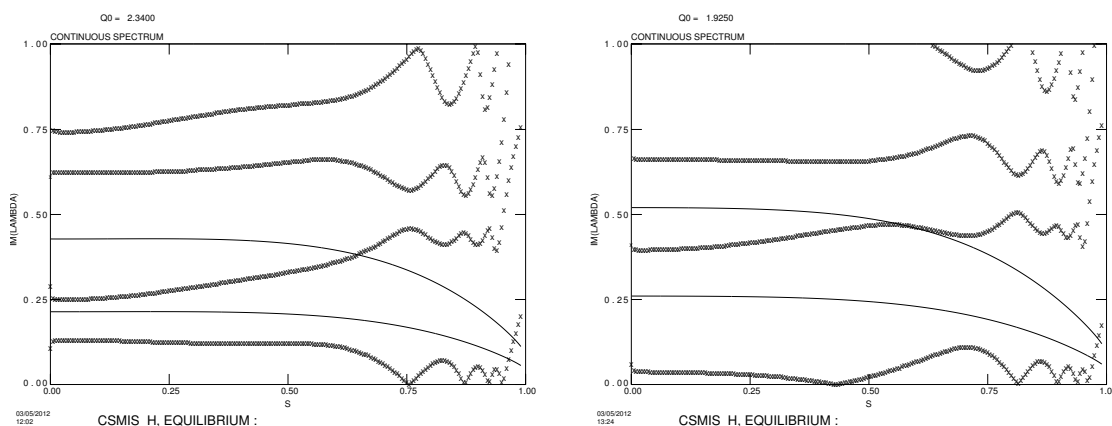 Q0 = 2.3400
CONTINUOUS SPECTRUM
1.00
0.75
0.50
0.25
0.00
IM(LAMBDA)
0.00 0.25 0.50 0.75 1.00
S
03/05/2012
12:02
CSMIS_H, EQUILIBRIUM :
Q0 = 1.9250
CONTINUOUS SPECTRUM
1.00
0.75
0.50
0.25
0.00
IM(LAMBDA)
0.00 0.25 0.50 0.75 1.0
S
03/05/2012
13:24
CSMIS_H, EQUILIBRIUM :